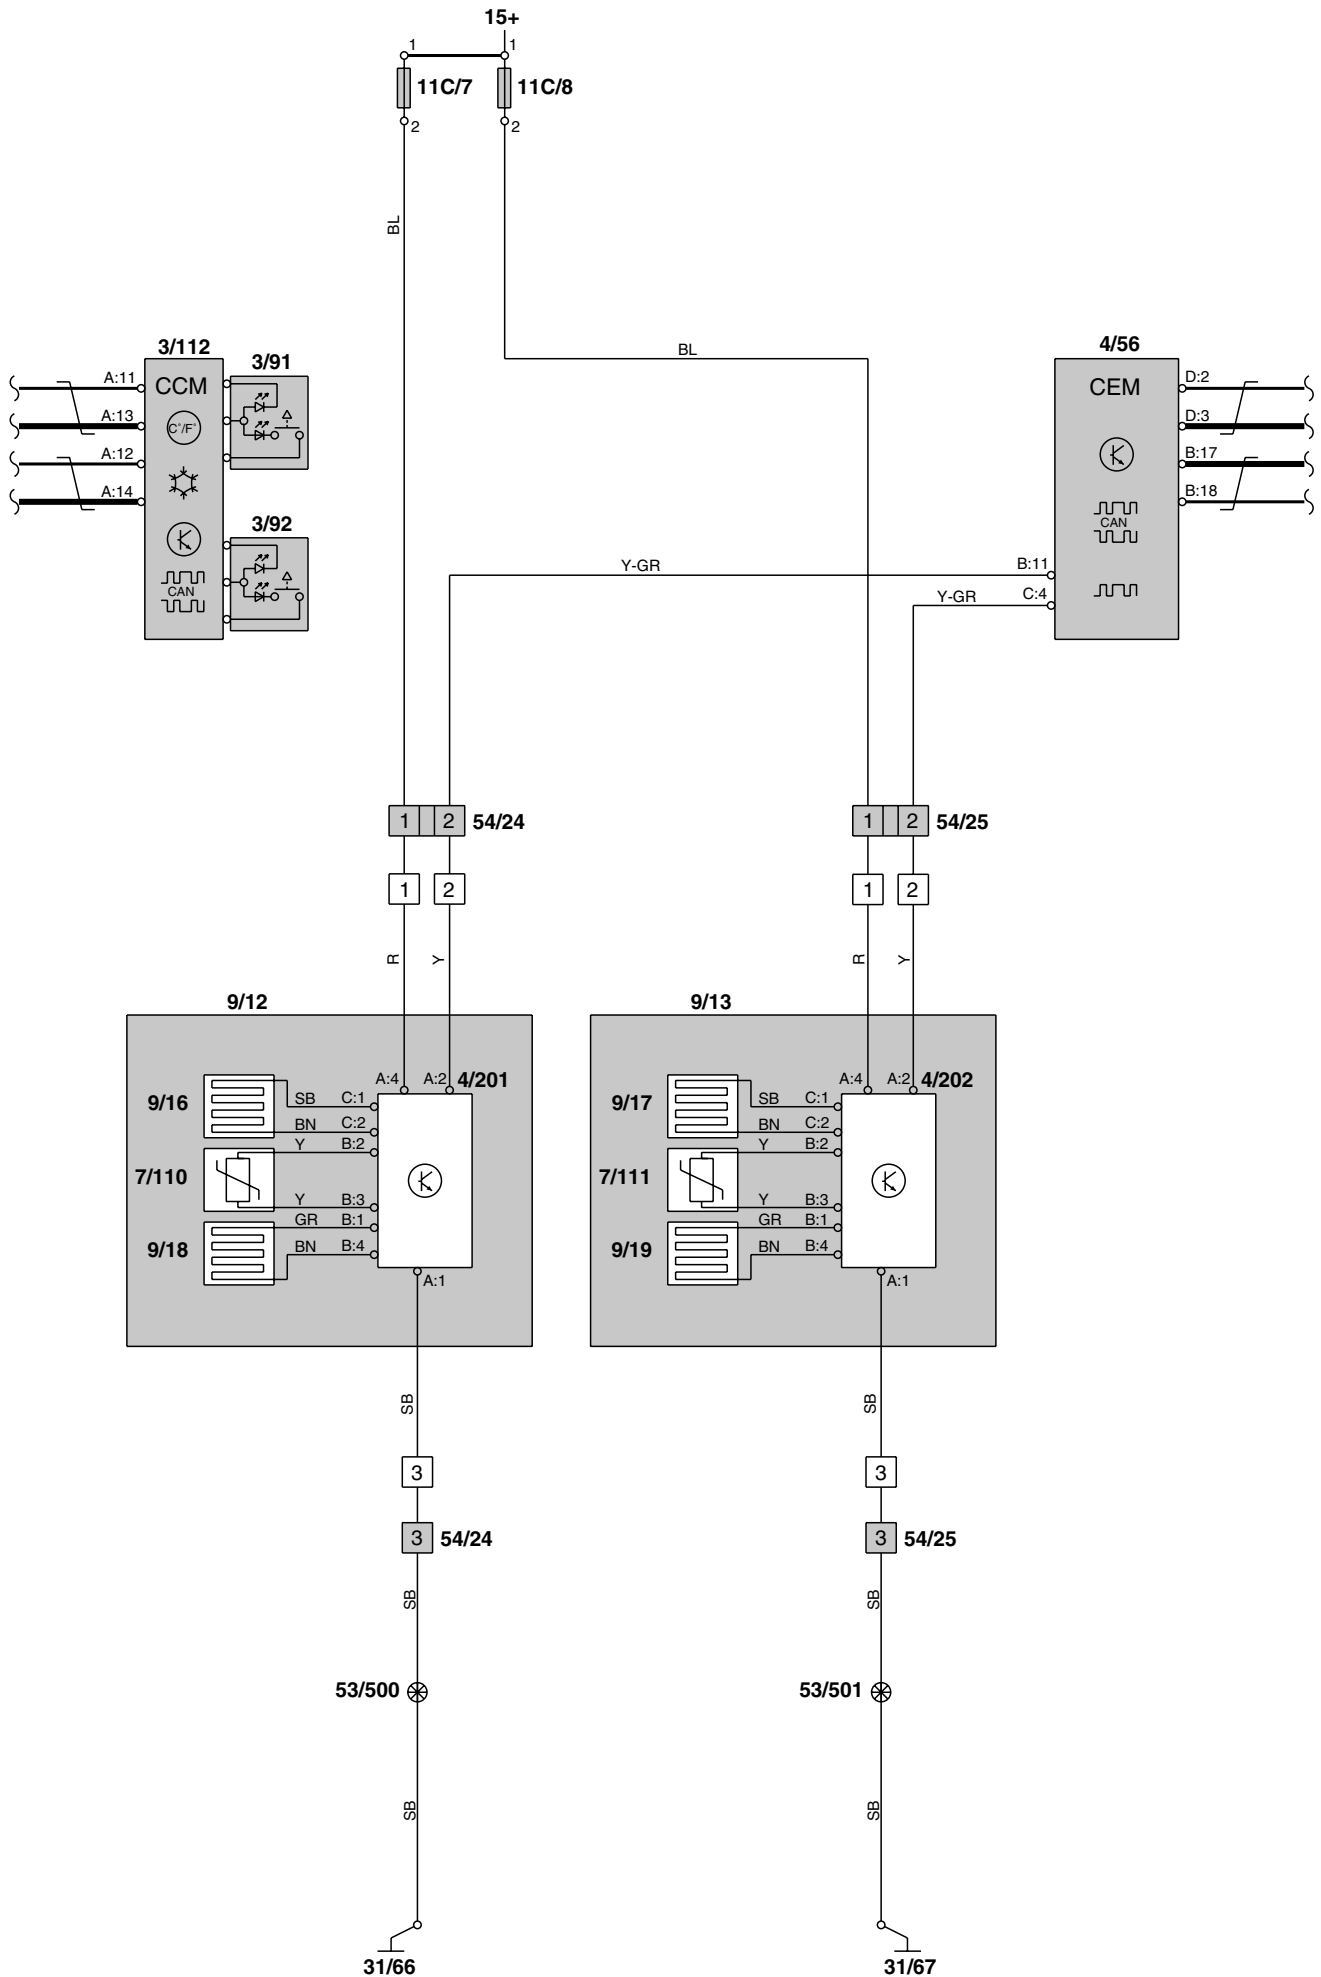 15+
1 1
11C/7 11C/8
2 2
BL
BL
3/112
3/91
4/56
A:11 CCM
A:13 C°/F°
A:12
A:14
3/92
CAN
CEM D:2
D:3
B:17
B:18
CAN
Y-GR B:11
Y-GR C:4
1 2 54/24
1 2 54/25
1 2
1 2
R Y
R Y
9/12
9/13
A:4 A:2 4/201
9/16 SB C:1
BN C:2
Y B:2
7/110
Y B:3
GR B:1
9/18 BN B:4
A:1
A:4 A:2 4/202
9/17 SB C:1
BN C:2
Y B:2
7/111
Y B:3
GR B:1
9/19 BN B:4
A:1
SB
SB
3
3
3 54/24
3 54/25
SB
SB
53/500
53/501
SB
SB
31/66
31/67